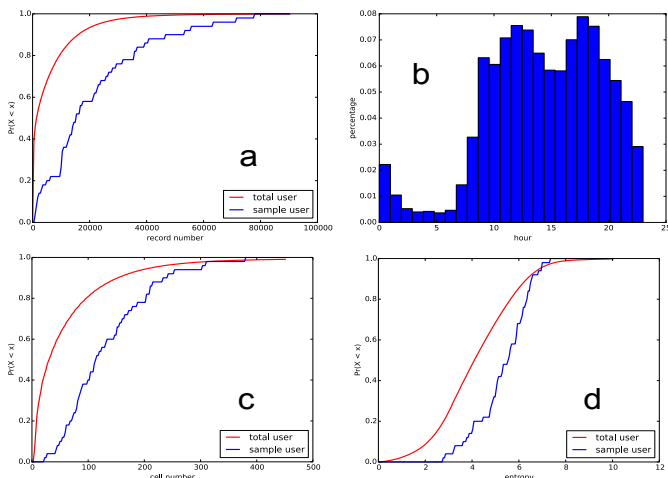 1.0
0.8
0.6
0.4
0.2
0.0
Pr(X < x)
a
total user
sample user
0
20000
40000
60000
80000
100000
record number
0.08
0.07
0.06
0.05
0.04
0.03
0.02
0.01
0.00
percentage
b
0
5
10
15
20
25
hour
1.0
0.8
0.6
0.4
0.2
0.0
Pr(X < x)
c
total user
sample user
0
100
200
300
400
500
cell number
1.0
0.8
0.6
0.4
0.2
0.0
Pr(X < x)
d
total user
sample user
0
2
4
6
8
10
12
entropy